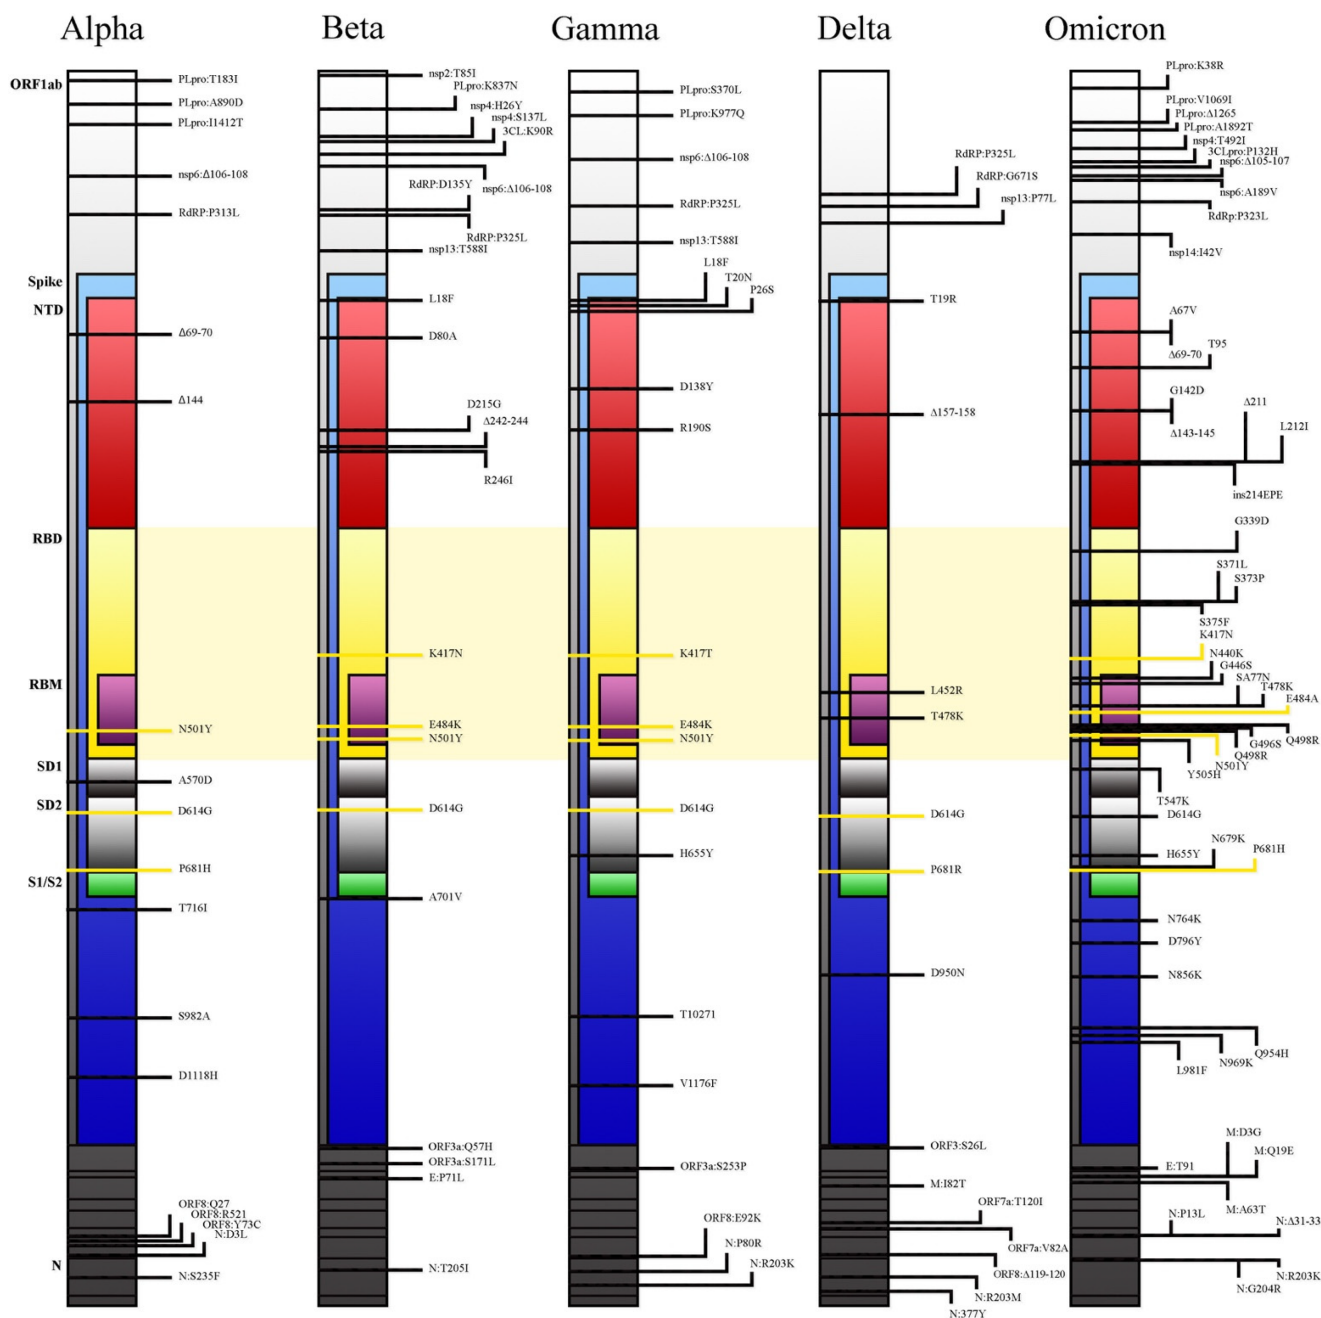 Alpha
Beta
Gamma
Delta
Omicron
ORF1ab
Spike
NTD
RBD
RBM
SD1
SD2
S1/S2
N
PLpro:T183I
PLpro:A890D
PLpro:I1412T
nsp6:Δ106-108
RdRP:P313L
Δ69-70
Δ144
N501Y
A570D
D614G
P681H
T716I
S982A
D1118H
ORF8:Q27
ORF8:R521
ORF8:Y73C
N:D3L
N:S235F
nsp2:T85I
PLpro:K837N
nsp4:H26Y
nsp4:S137L
3CL:K90R
nsp6:Δ106-108
RdRP:D135Y
RdRP:P325L
nsp13:T588I
L18F
D80A
D215G
Δ242-244
R246I
K417N
E484K
N501Y
D614G
A701V
ORF3a:Q57H
ORF3a:S171L
E:P71L
N:T205I
PLpro:S370L
PLpro:K977Q
nsp6:Δ106-108
RdRP:P325L
nsp13:T588I
L18F
T20N
P26S
D138Y
R190S
K417T
E484K
N501Y
D614G
H655Y
T10271
V1176F
ORF3a:S253P
ORF8:E92K
N:P80R
N:R203K
RdRP:P325L
RdRP:G671S
nsp13:P77L
T19R
Δ157-158
L452R
T478K
D614G
P681R
D950N
ORF3:S26L
M:I82T
ORF7a:T120I
ORF7a:V82A
ORF8:Δ119-120
N:R203M
N:377Y
PLpro:K38R
PLpro:V1069I
PLpro:Δ1265
PLpro:A1892T
nsp4:T492I
3CLpro:P132H
nsp6:Δ105-107
nsp6:A189V
RdRp:P323L
nsp14:I42V
A67V
Δ69-70
T95
G142D
Δ143-145
Δ211
L212I
ins214EPE
G339D
S371L
S373P
S375F
K417N
N440K
G446S
SA77N
T478K
E484A
Q498R
G496S
Q498R
N501Y
Y505H
T547K
D614G
N679K
H655Y
P681H
N764K
D796Y
N856K
Q954H
N969K
L981F
M:D3G
M:Q19E
E:T91
M:A63T
N:P13L
N:Δ31-33
N:R203K
N:G204R